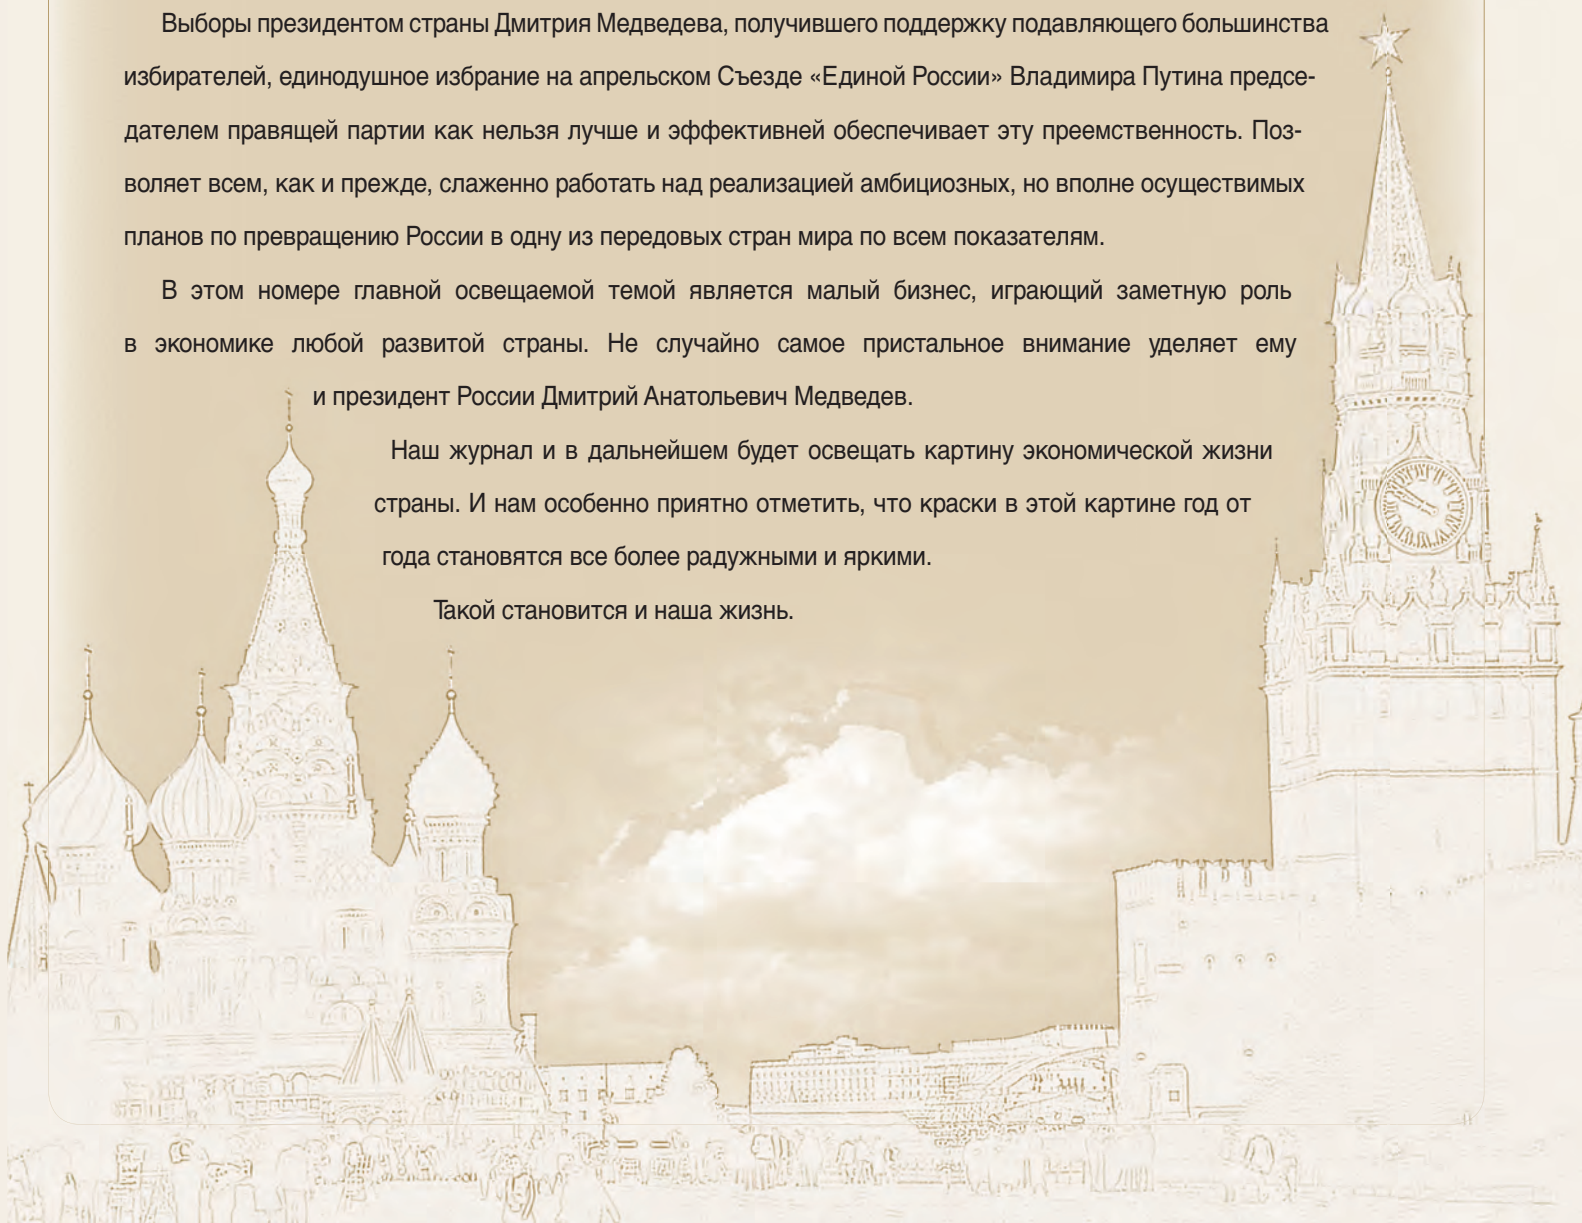 Выборы президентом страны Дмитрия Медведева, получившего поддержку подавляющего большинства
избирателей, единодушное избрание на апрельском Съезде «Единой России» Владимира Путина предсе-
дателем правящей партии как нельзя лучше и эффективней обеспечивает эту преемственность. Поз-
воляет всем, как и прежде, слаженно работать над реализацией амбициозных, но вполне осуществимых
планов по превращению России в одну из передовых стран мира по всем показателям.
В этом номере главной освещаемой темой является малый бизнес, играющий заметную роль
в экономике любой развитой страны. Не случайно самое пристальное внимание уделяет ему
и президент России Дмитрий Анатольевич Медведев.
Наш журнал и в дальнейшем будет освещать картину экономической жизни
страны. И нам особенно приятно отметить, что краски в этой картине год от
года становятся все более радужными и яркими.
Такой становится и наша жизнь.